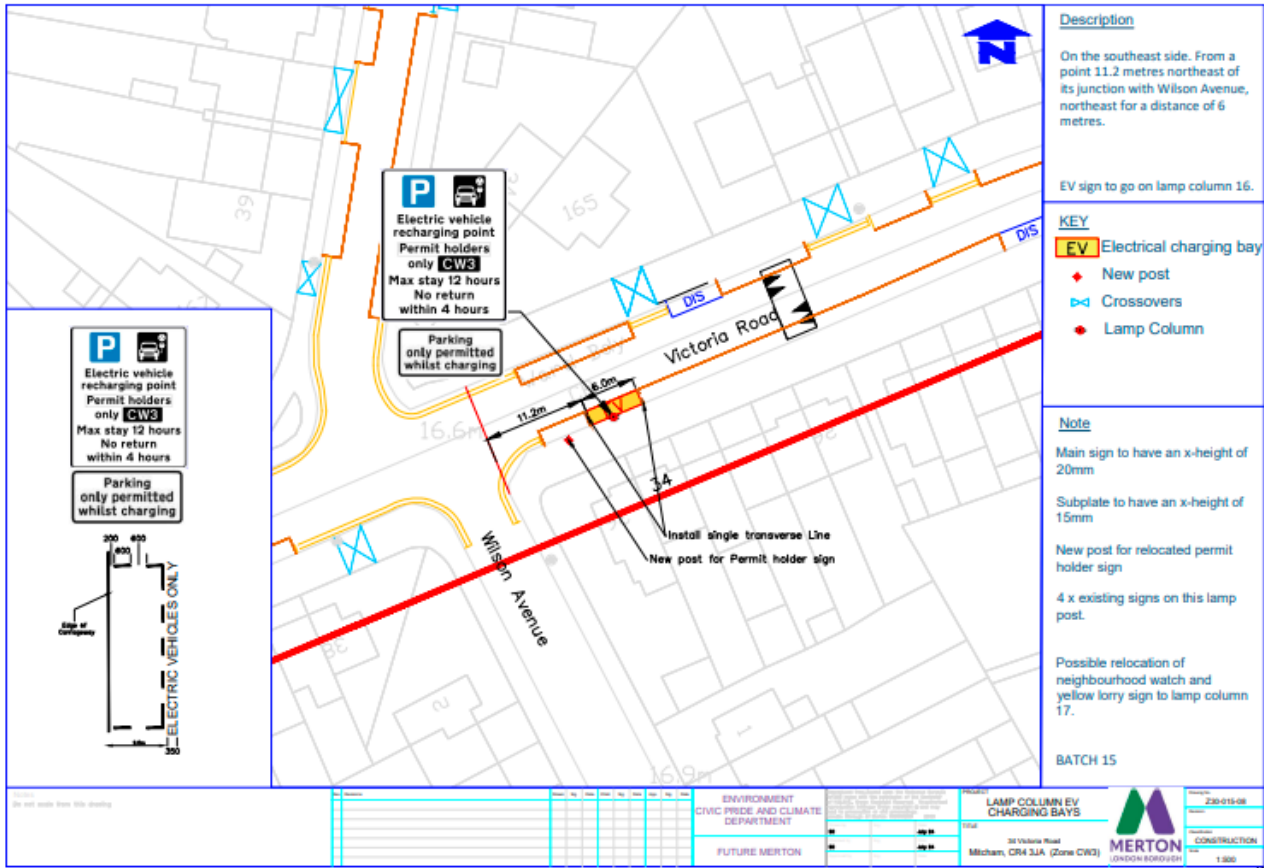 Description
On the southeast side. From a
point 11.2 metres northeast of
its junction with Wilson Avenue,
northeast for a distance of 6
metres.
EV sign to go on lamp column 16.
KEY
EV Electrical charging bay
New post
Crossovers
Lamp Column
Note
Main sign to have an x-height of
20mm
Subplate to have an x-height of
15mm
New post for relocated permit
holder sign
4 x existing signs on this lamp
post.
Possible relocation of
neighbourhood watch and
yellow lorry sign to lamp column
17.
BATCH 15
N
39
165
P
Electric vehicle
recharging point
Permit holders
only CW3
Max stay 12 hours
No return
within 4 hours
Parking
only permitted
whilst charging
DIS
DIS
Victoria Road
6.0m
11.2m
16.6m
34
Install single transverse Line
New post for Permit holder sign
Wilson Avenue
38
2
1
16.9m
P
Electric vehicle
recharging point
Permit holders
only CW3
Max stay 12 hours
No return
within 4 hours
Parking
only permitted
whilst charging
200 600
600
Edge of
Carriageway
ELECTRIC VEHICLES ONLY
350
Do not scale from this drawing
ENVIRONMENT
CIVIC PRIDE AND CLIMATE
DEPARTMENT
FUTURE MERTON
PROJECT
LAMP COLUMN EV
CHARGING BAYS
TITLE
34 Victoria Road
Mitcham, CR4 3JA (Zone CW3)
MERTON
LONDON BOROUGH
Z30-015-08
CONSTRUCTION
1:500